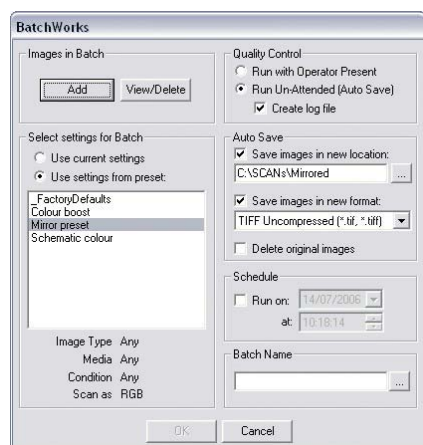 BatchWorks
Images in Batch
Add
View/Delete
Select settings for Batch
Use current settings
Use settings from preset:
_FactoryDefaults
Colour boost
Mirror preset
Schematic colour
Image Type Any
Media Any
Condition Any
Scan as RGB
Quality Control
Run with Operator Present
Run Un-Attended (Auto Save)
Create log file
Auto Save
Save images in new location:
C:\SCANs\Mirrored
...
Save images in new format:
TIFF Uncompressed (*.tif, *.tiff)
Delete original images
Schedule
Run on: 14/07/2006
at: 10:18:14
Batch Name
...
OK
Cancel